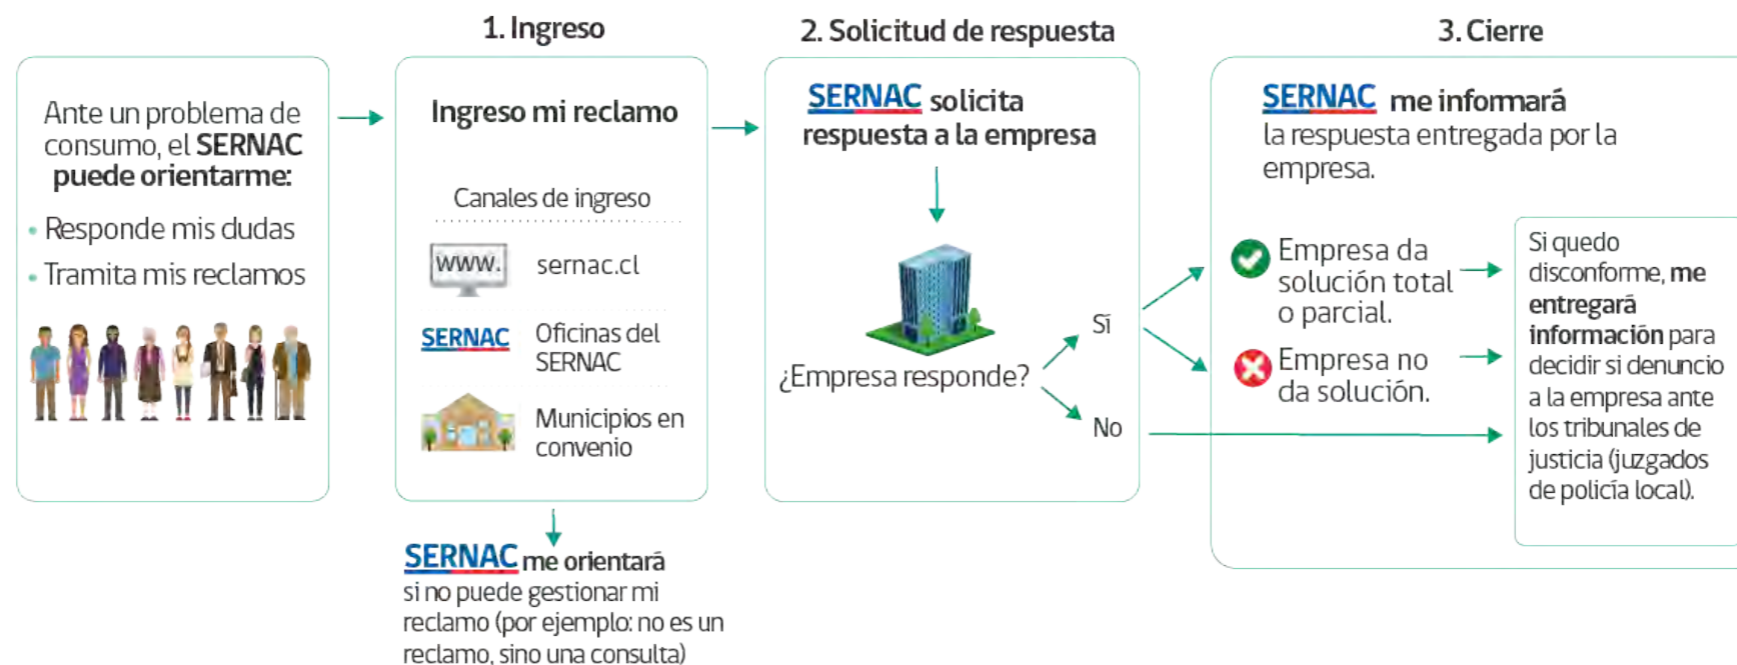 Ante un problema de
consumo, el SERNAC
puede orientarme:
• Responde mis dudas
• Tramita mis reclamos
1. Ingreso
Ingreso mi reclamo
Canales de ingreso
www.
sernac.cl
SERNAC
Oficinas del
SERNAC
Municipios en
convenio
SERNAC me orientará
si no puede gestionar mi
reclamo (por ejemplo: no es un
reclamo, sino una consulta)
2. Solicitud de respuesta
SERNAC solicita
respuesta a la empresa
¿Empresa responde?
Sí
No
3. Cierre
SERNAC me informará
la respuesta entregada por la
empresa.
Empresa da
solución total
o parcial.
Empresa no
da solución.
Si quedo
disconforme, me
entregará
información para
decidir si denuncio
a la empresa ante
los tribunales de
justicia (juzgados
de policía local).